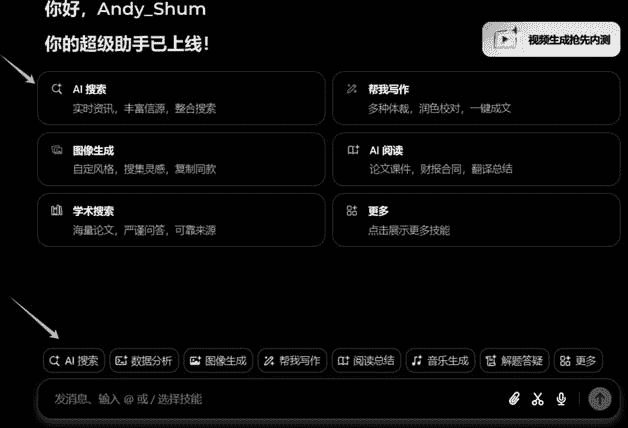 你好，Andy_Shum
你的超级助手已上线！
视频生成抢先内测
AI 搜索
实时资讯，丰富信源，整合搜索
帮我写作
多种体裁，润色校对，一键成文
图像生成
自定风格，搜集灵感，复制同款
AI 阅读
论文课件，财报合同，翻译总结
学术搜索
海量论文，严谨问答，可靠来源
更多
点击展示更多技能
AI 搜索 数据分析 图像生成 帮我写作 阅读总结 音乐生成 解题答疑 更多
发消息、输入 @ 或 / 选择技能